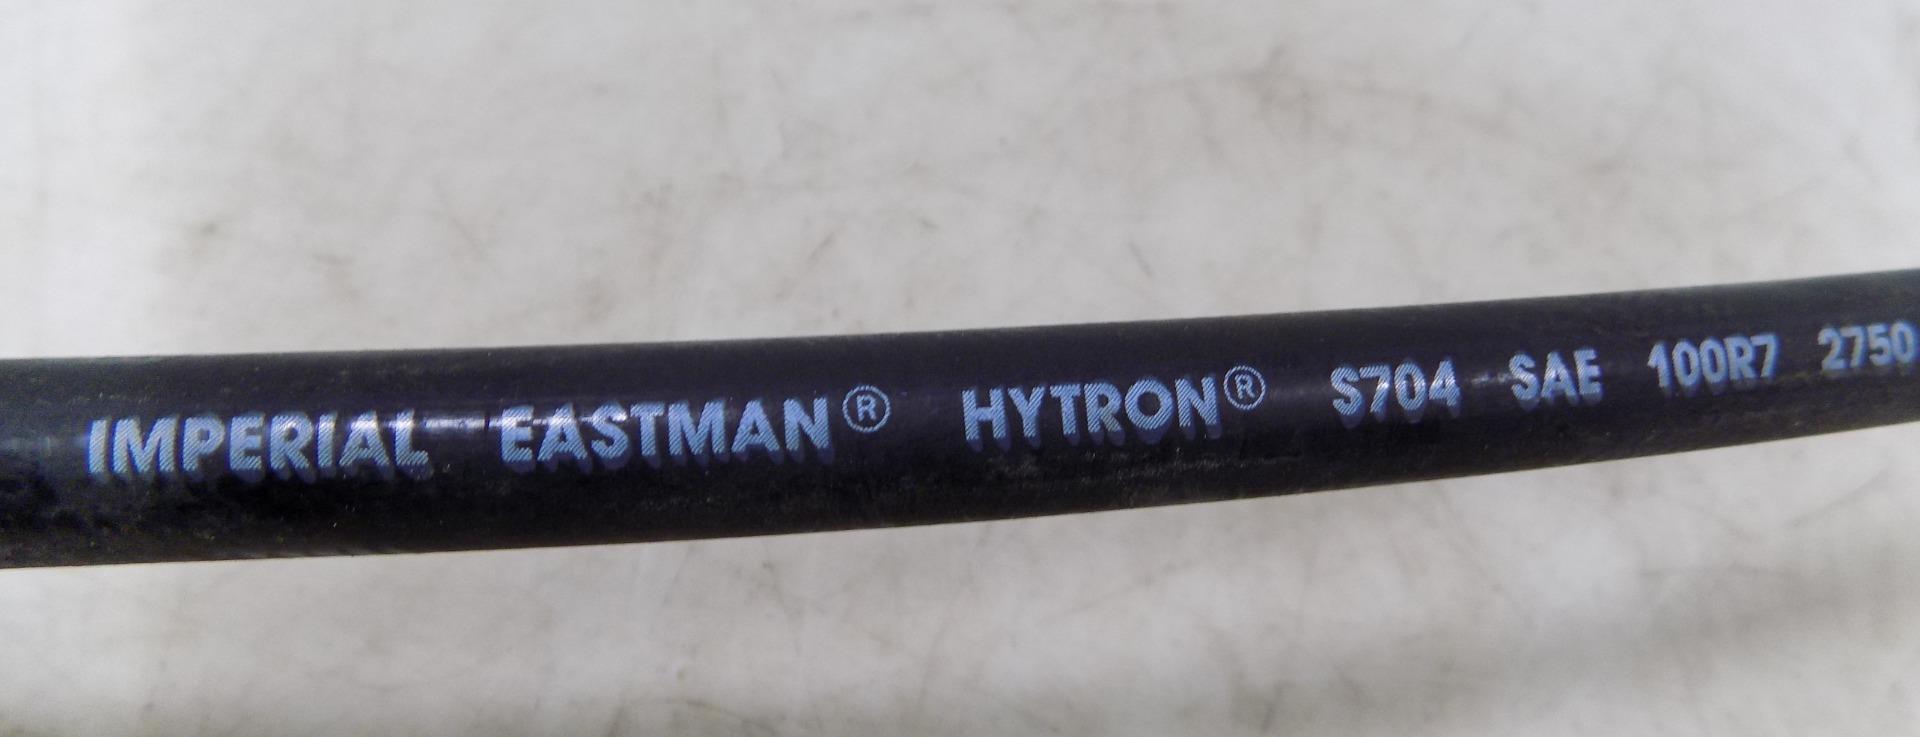 IMPERIAL EASTMAN® HYTRON® S704 SAE 100R7 2750